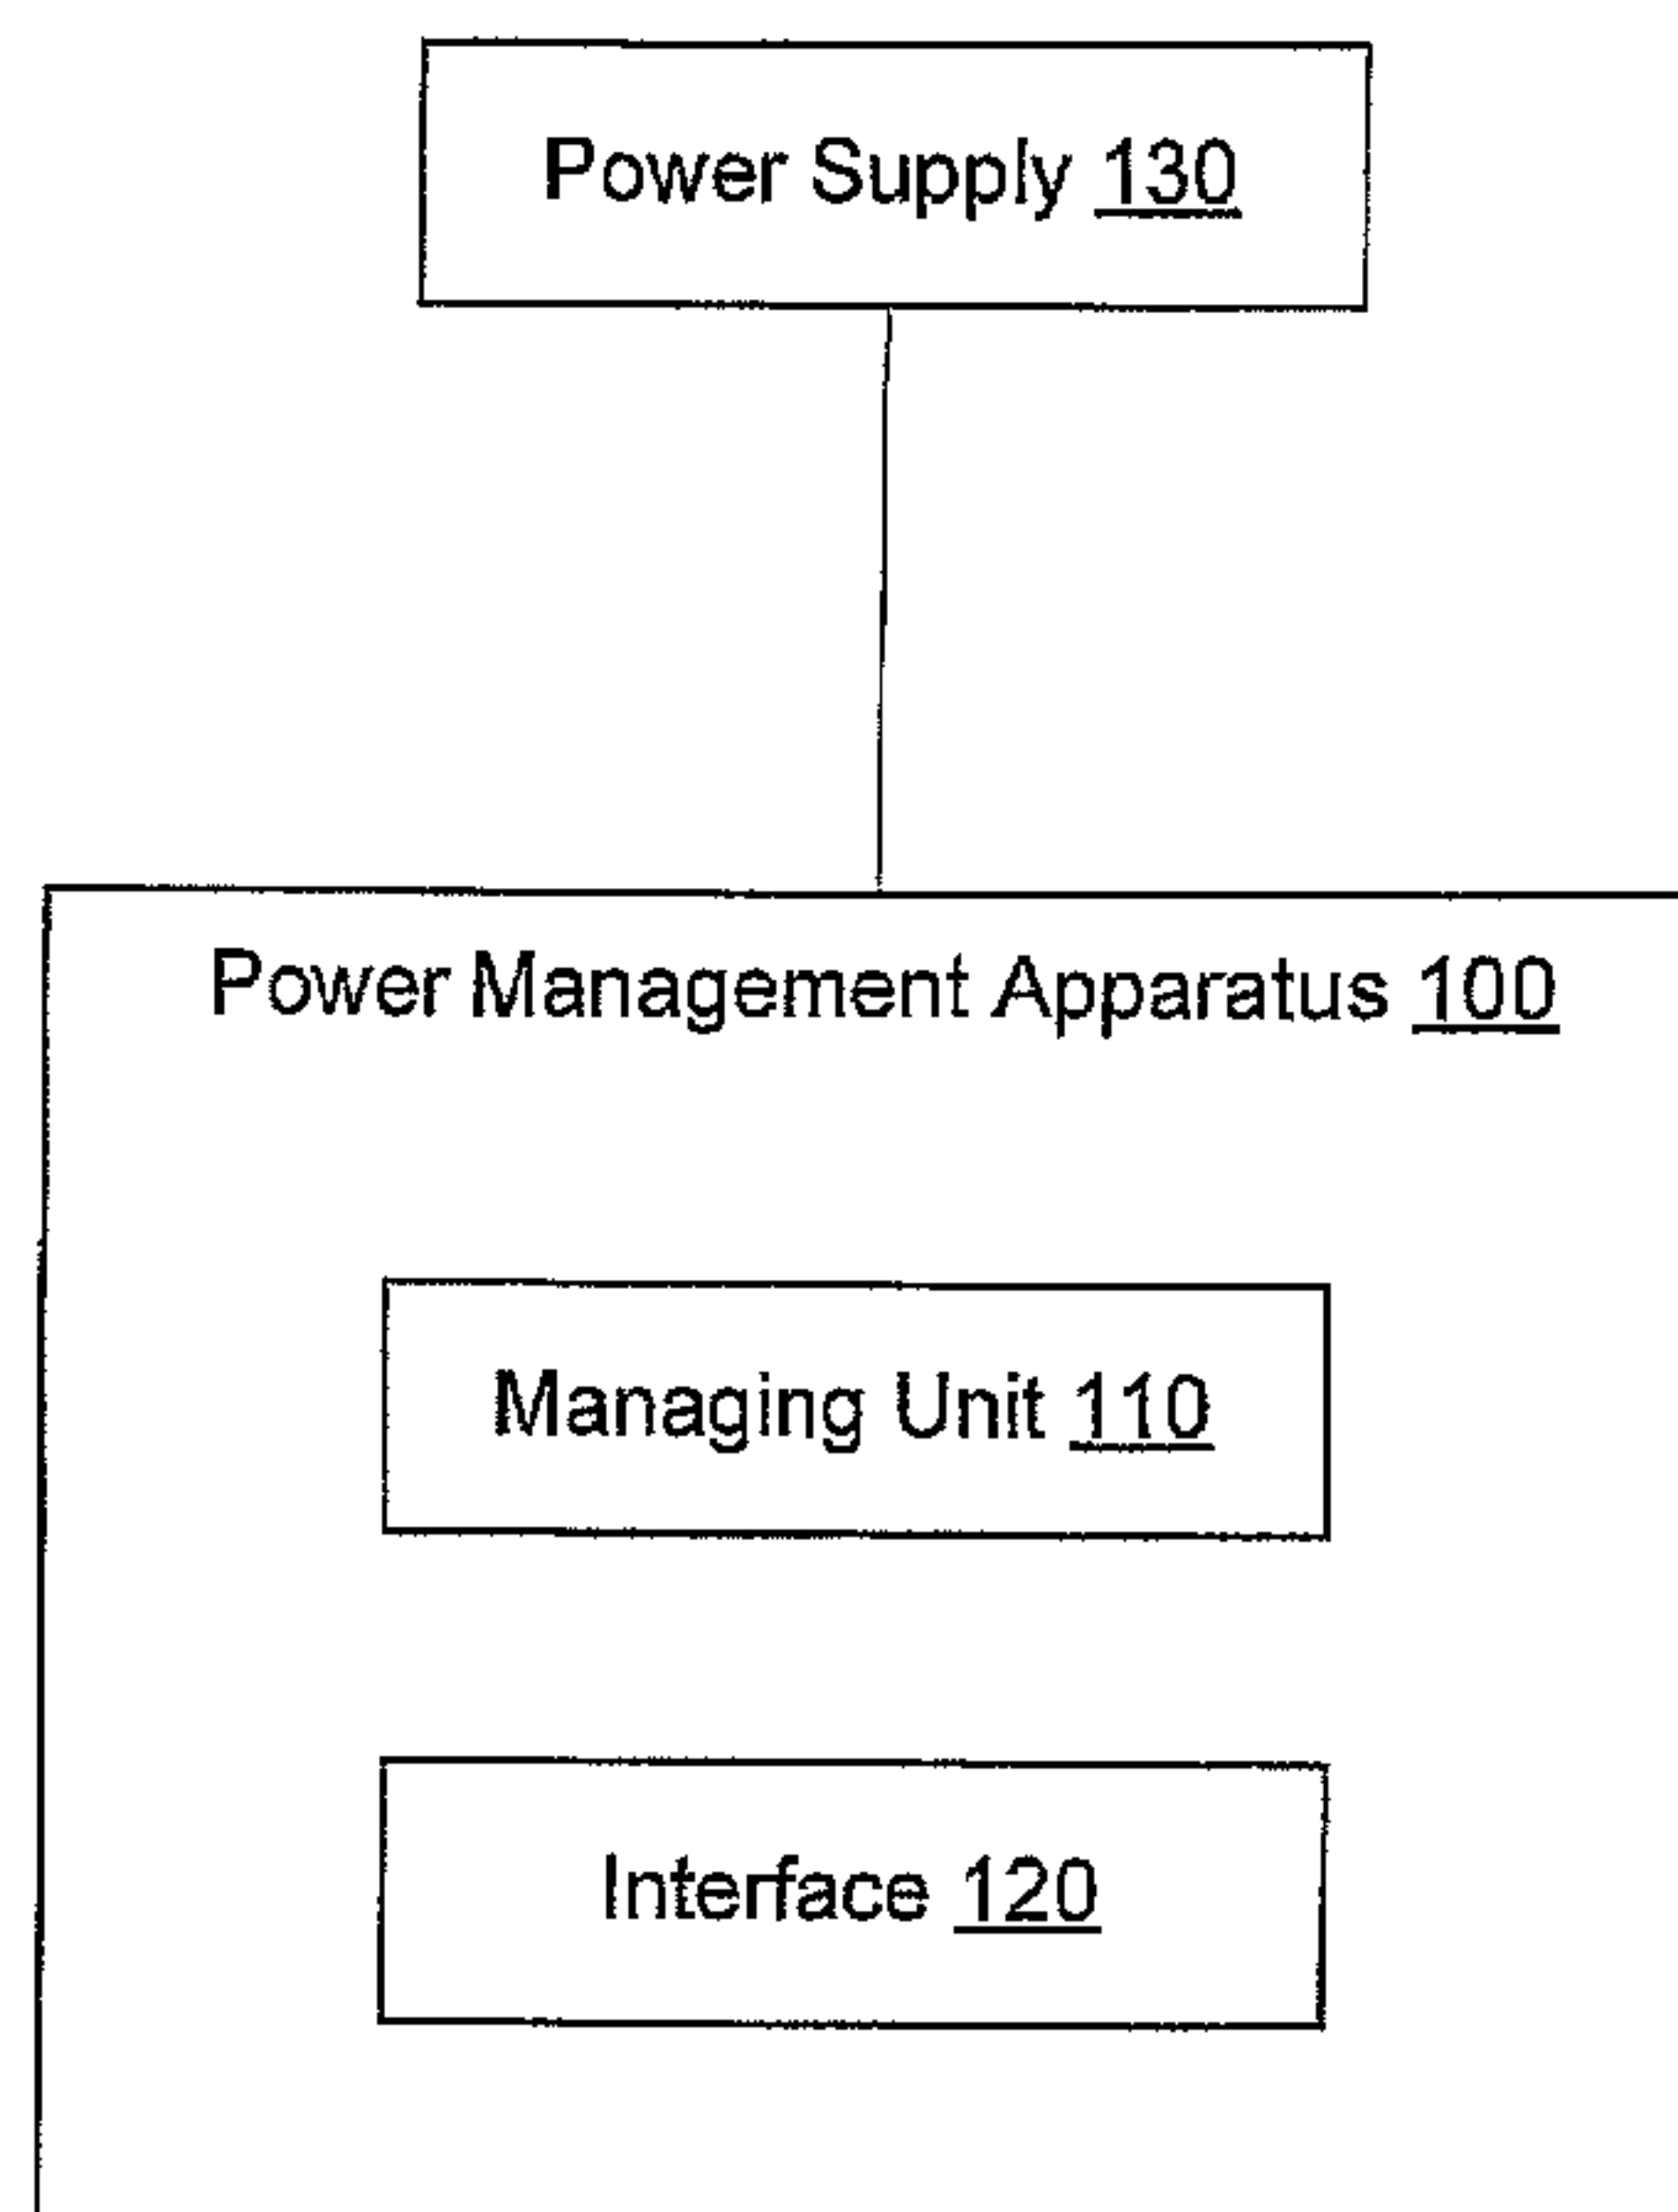 Power Supply 130
Power Management Apparatus 100
Managing Unit 110
Interface 120